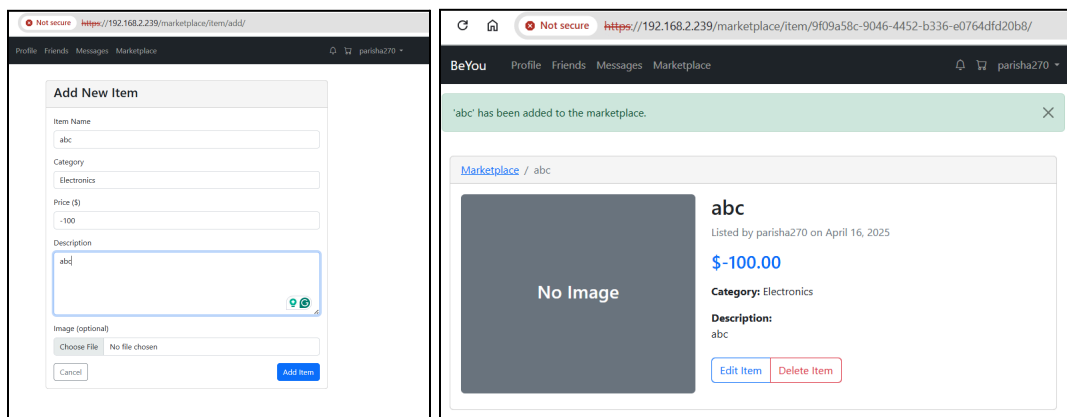 Not secure https://192.168.2.239/marketplace/item/add/
Profile Friends Messages Marketplace parisha270
Add New Item
Item Name
abc
Category
Electronics
Price ($)
-100
Description
abc
Image (optional)
Choose File No file chosen
Cancel Add Item
Not secure https://192.168.2.239/marketplace/item/9f09a58c-9046-4452-b336-e0764dfd20b8/
BeYou Profile Friends Messages Marketplace parisha270
'abc' has been added to the marketplace.
Marketplace / abc
No Image
abc
Listed by parisha270 on April 16, 2025
$-100.00
Category: Electronics
Description:
abc
Edit Item Delete Item